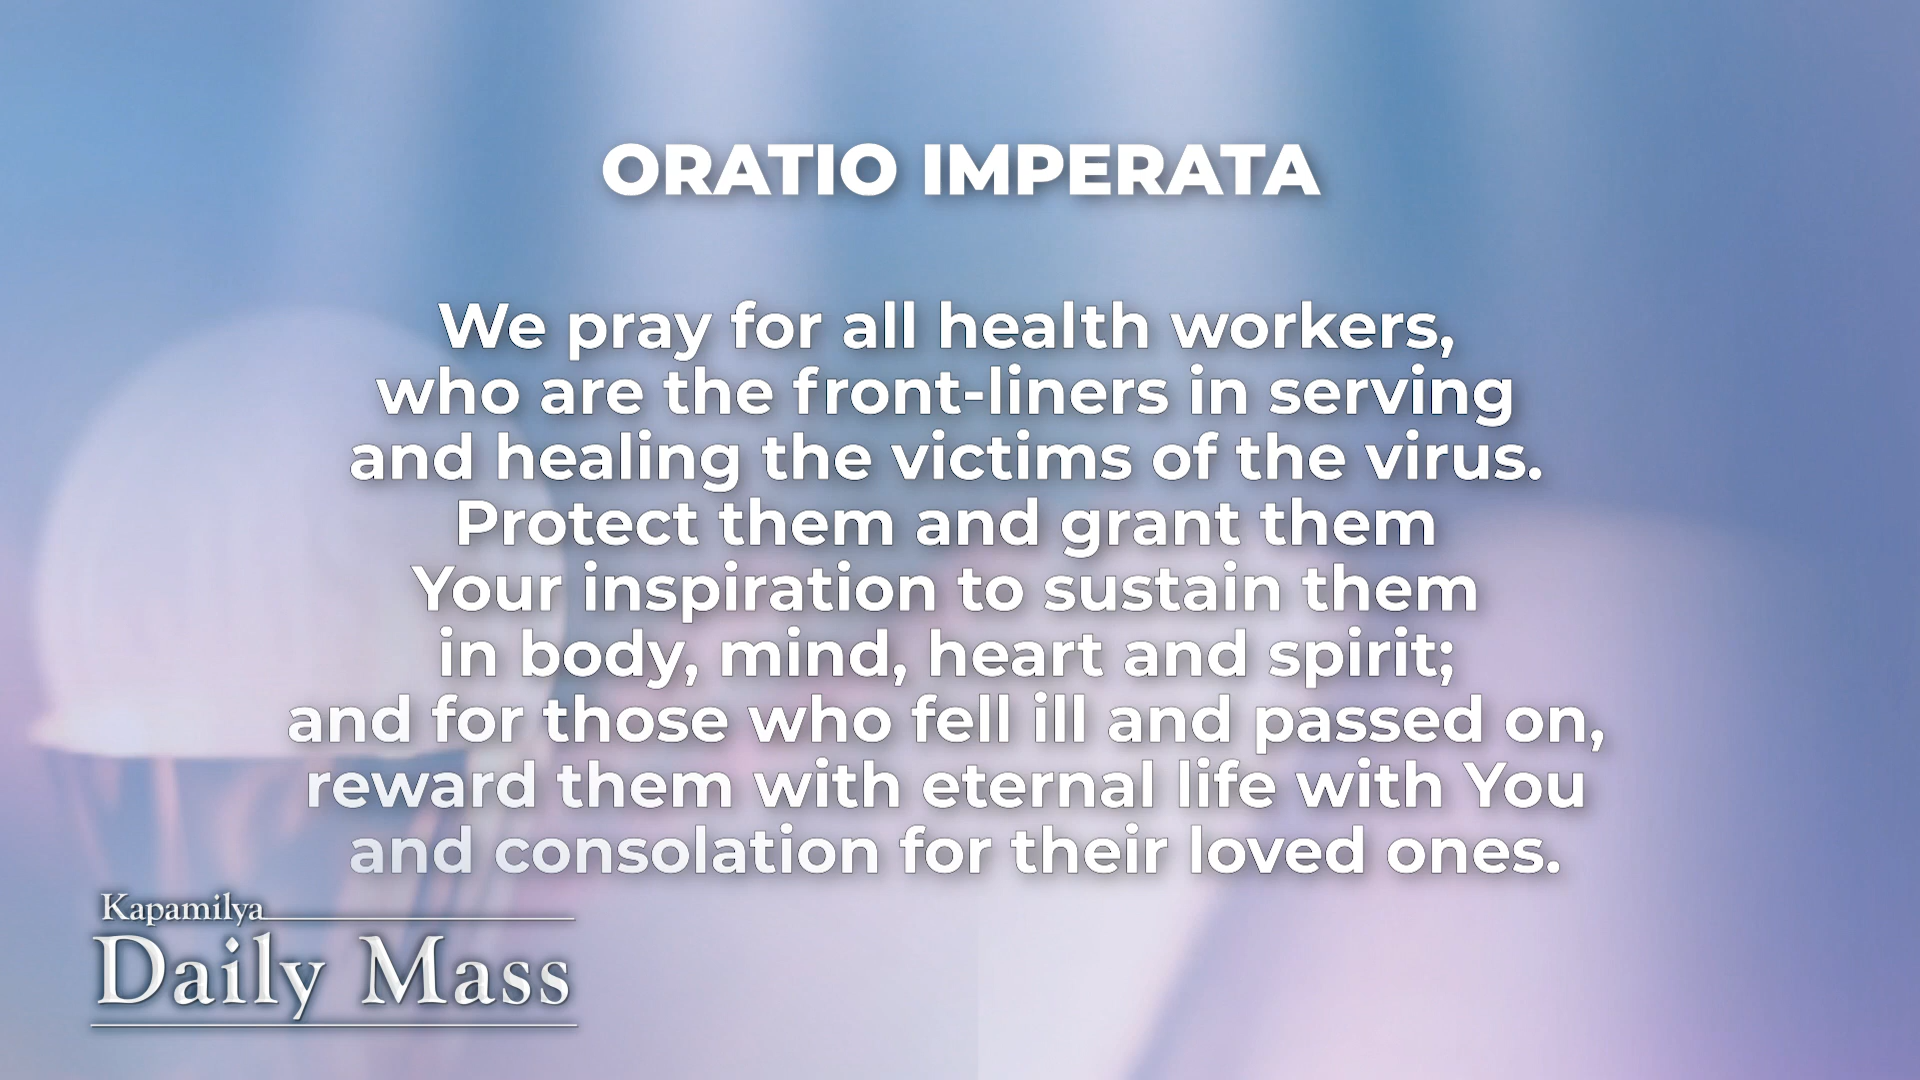 ORATIO IMPERATA
We pray for all health workers,
who are the front-liners in serving
and healing the victims of the virus.
Protect them and grant them
Your inspiration to sustain them
in body, mind, heart and spirit;
and for those who fell ill and passed on,
reward them with eternal life with You
and consolation for their loved ones.
Kapamilya
Daily Mass